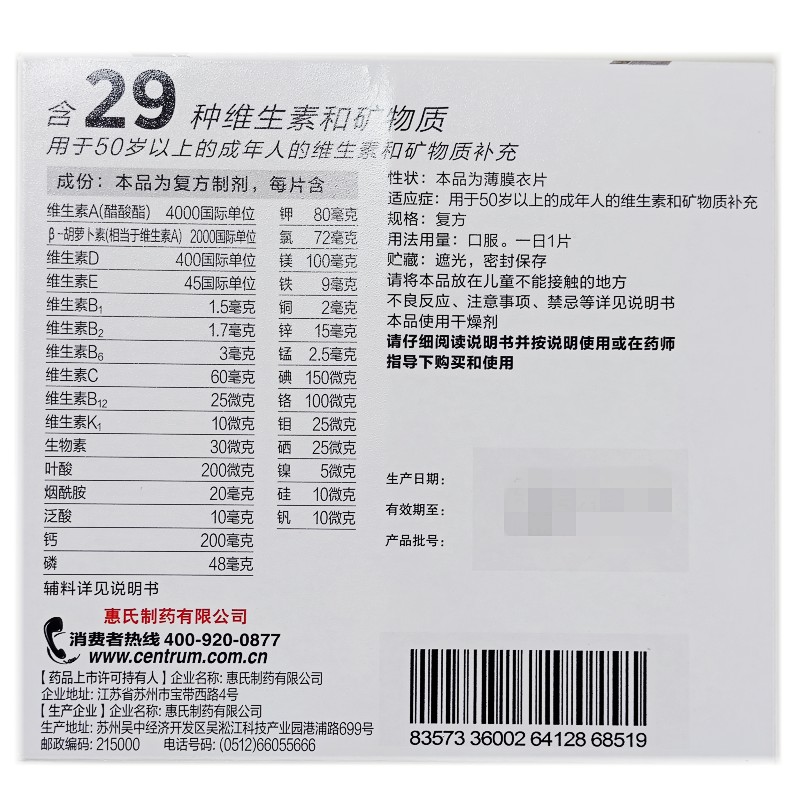 含29种维生素和矿物质
用于50岁以上的成年人的维生素和矿物质补充
成份：本品为复方制剂，每片含
维生素A(醋酸酯) 4000国际单位
β-胡萝卜素(相当于维生素A) 2000国际单位
维生素D 400国际单位
维生素E 45国际单位
维生素B1 1.5毫克
维生素B2 1.7毫克
维生素B6 3毫克
维生素C 60毫克
维生素B12 25微克
维生素K1 10微克
生物素 30微克
叶酸 200微克
烟酰胺 20毫克
泛酸 10毫克
钙 200毫克
磷 48毫克
辅料详见说明书
钾 80毫克
氯 72毫克
镁 100毫克
铁 9毫克
铜 2毫克
锌 15毫克
锰 2.5毫克
碘 150微克
铬 100微克
钼 25微克
硒 25微克
镍 5微克
硅 10微克
钒 10微克
性状：本品为薄膜衣片
适应症：用于50岁以上的成年人的维生素和矿物质补充
规格：复方
用法用量：口服。一日1片
贮藏：遮光，密封保存
请将本品放在儿童不能接触的地方
不良反应、注意事项、禁忌等详见说明书
本品使用干燥剂
请仔细阅读说明书并按说明使用或在药师
指导下购买和使用
生产日期：
有效期至：
产品批号：
惠氏制药有限公司
消费者热线 400-920-0877
www.centrum.com.cn
【药品上市许可持有人】企业名称: 惠氏制药有限公司
企业地址: 江苏省苏州市宝带西路4号
【生产企业】企业名称: 惠氏制药有限公司
生产地址: 苏州吴中经济开发区吴淞江科技产业园港浦路699号
邮政编码: 215000 电话号码: (0512)66055666
83573 36002 64128 68519